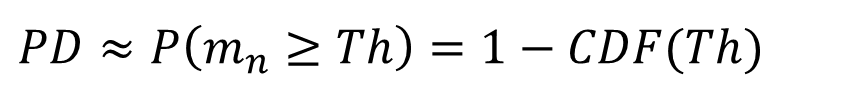 PD ≈ P(mₙ ≥ Th) = 1 − CDF(Th)